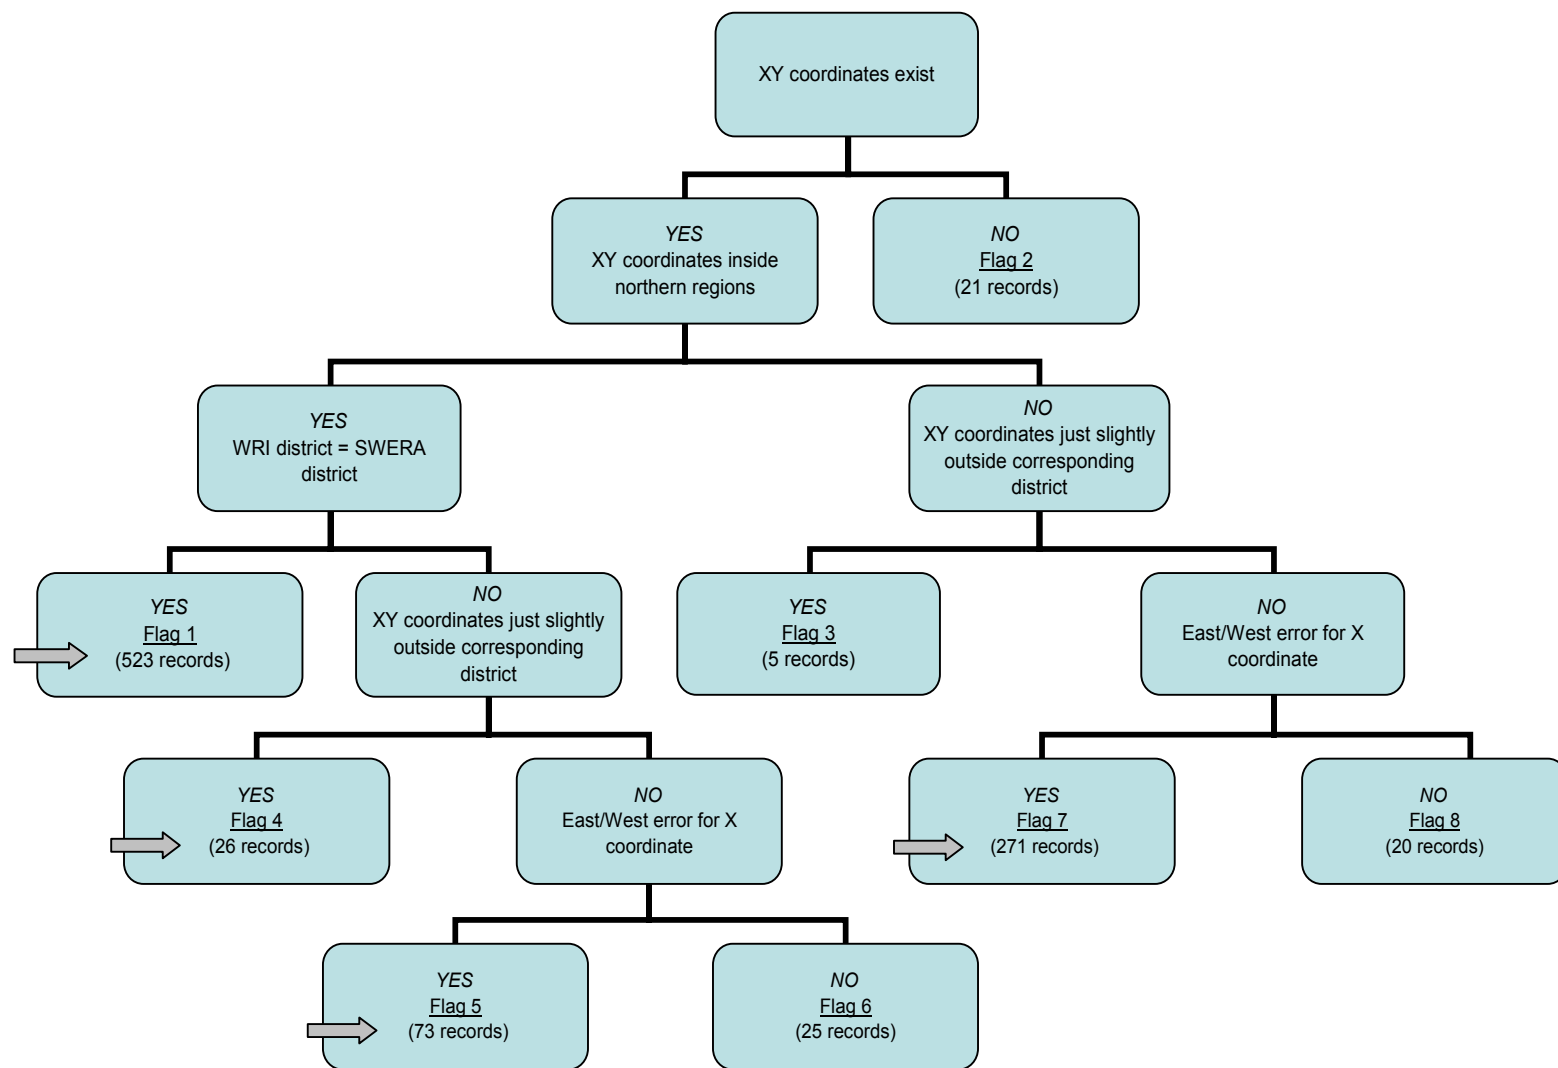 XY coordinates exist
YES
XY coordinates inside
northern regions
NO
Flag 2
(21 records)
YES
WRI district = SWERA
district
NO
XY coordinates just slightly
outside corresponding
district
YES
Flag 1
(523 records)
NO
XY coordinates just slightly
outside corresponding
district
YES
Flag 3
(5 records)
NO
East/West error for X
coordinate
YES
Flag 4
(26 records)
NO
East/West error for X
coordinate
YES
Flag 7
(271 records)
NO
Flag 8
(20 records)
YES
Flag 5
(73 records)
NO
Flag 6
(25 records)